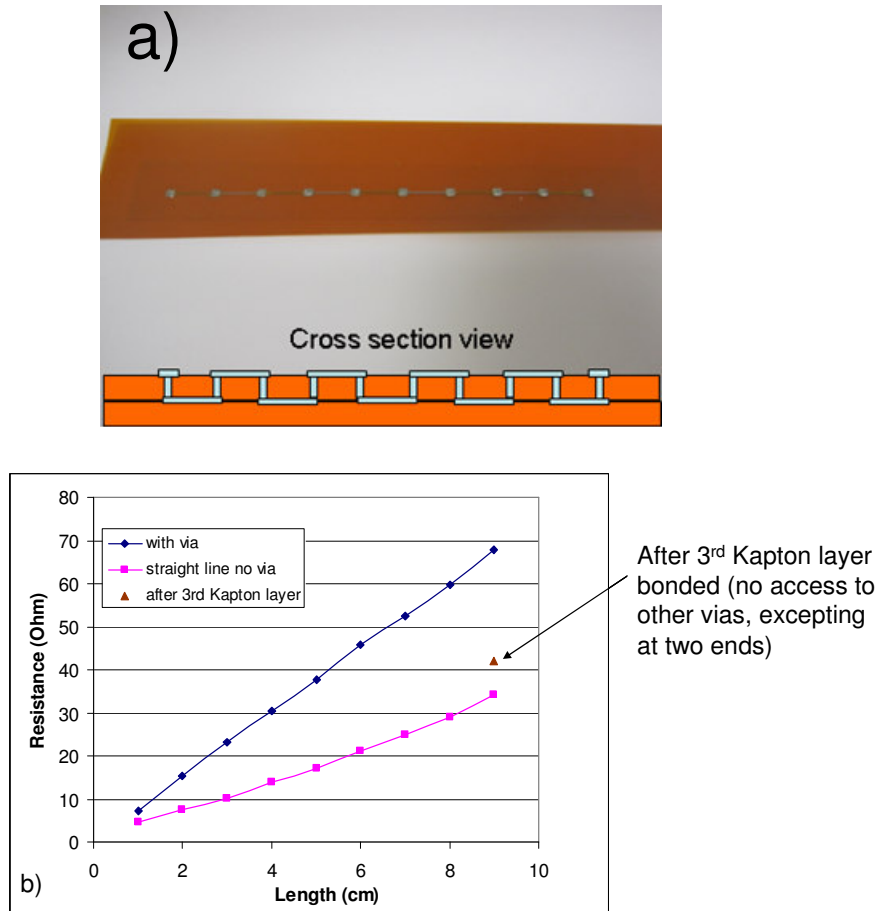 a)
Cross section view
80
70
60
50
40
30
20
10
0
Resistance (Ohm)
with via
straight line no via
after 3rd Kapton layer
0 2 4 6 8 10
Length (cm)
b)
After 3rd Kapton layer
bonded (no access to
other vias, excepting
at two ends)